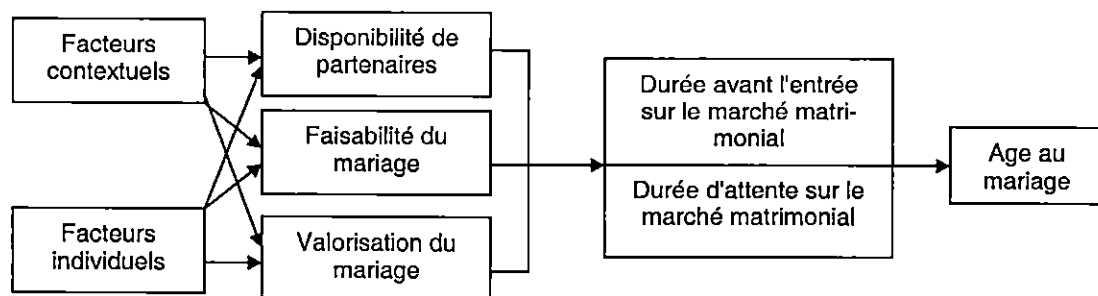 Facteurs
contextuels
Facteurs
individuels
Disponibilité de
partenaires
Faisabilité du
mariage
Valorisation du
mariage
Durée avant l'entrée
sur le marché matri-
monial
Durée d'attente sur le
marché matrimonial
Age au
mariage